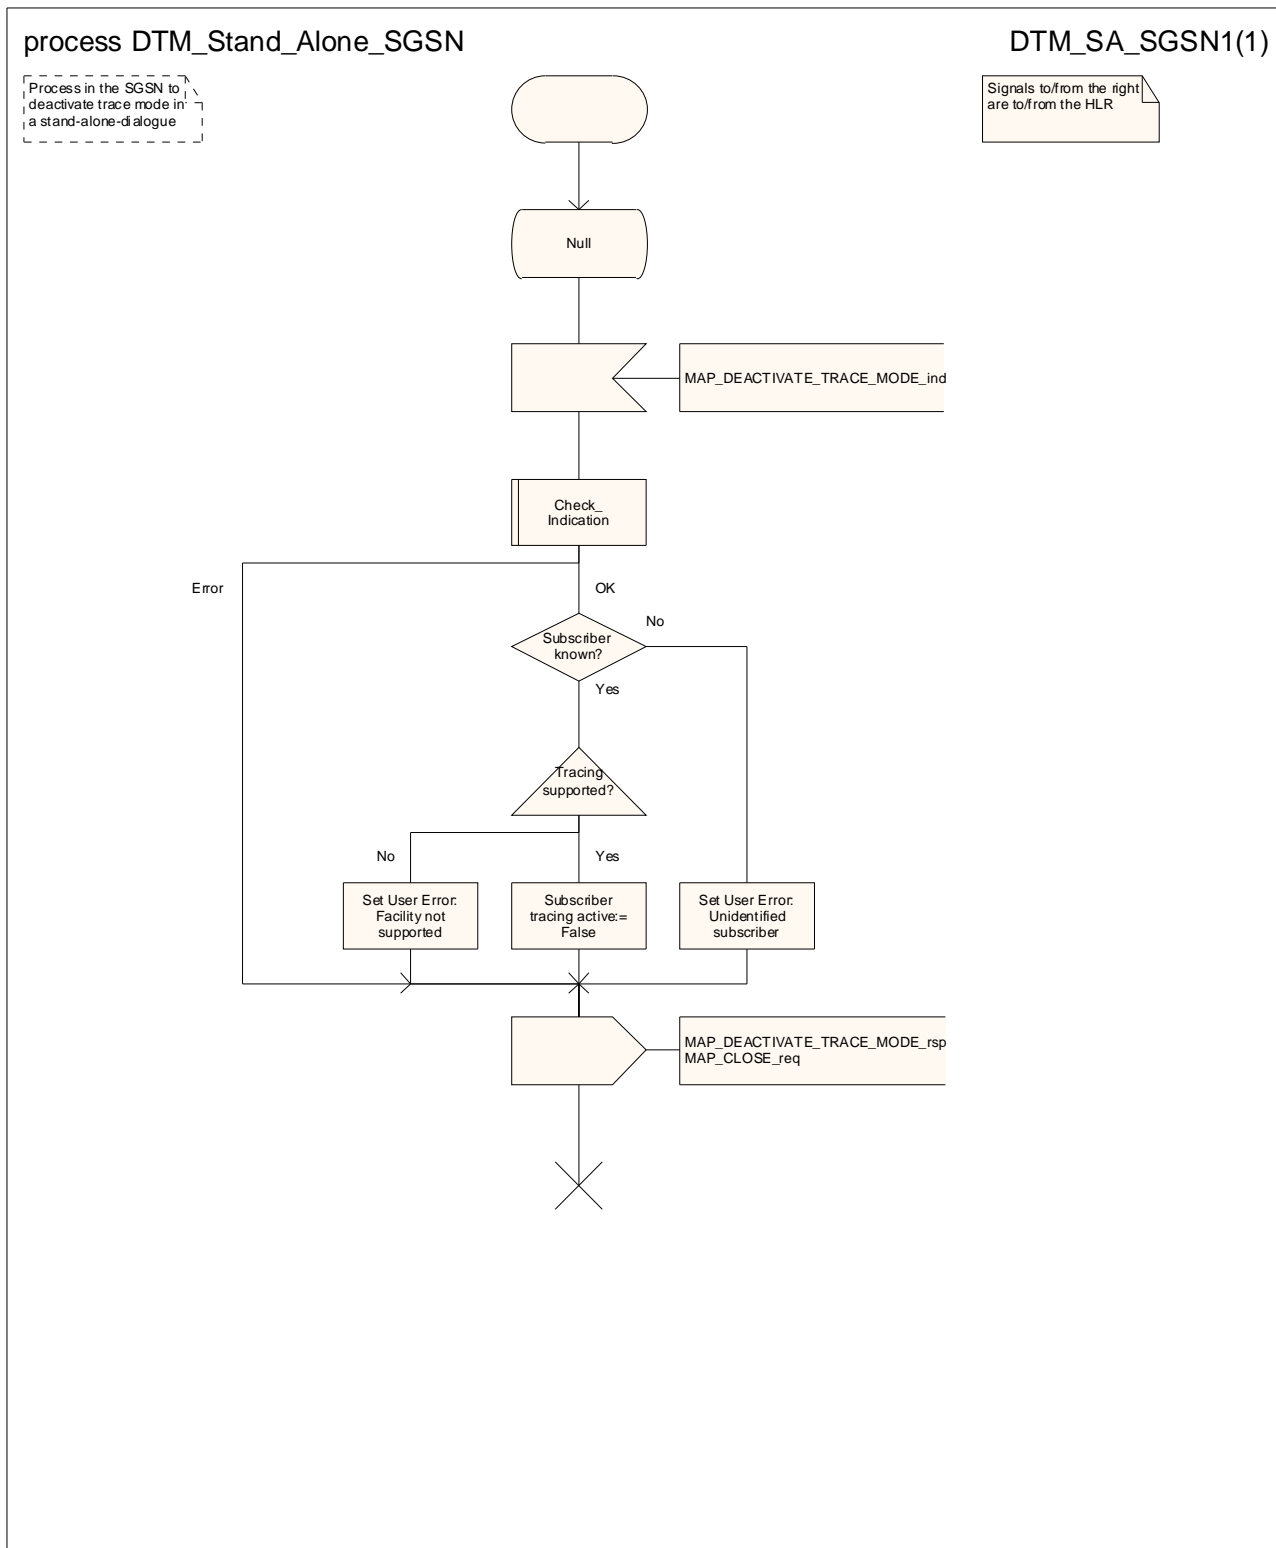 process DTM_Stand_Alone_SGSN
DTM_SA_SGSN1(1)
Process in the SGSN to
deactivate trace mode in
a stand-alone-dialogue
Signals to/from the right
are to/from the HLR
Null
MAP_DEACTIVATE_TRACE_MODE_ind
Check_
Indication
Error
OK
No
Subscriber
known?
Yes
Tracing
supported?
No
Yes
Set User Error:
Facility not
supported
Subscriber
tracing active:=
False
Set User Error:
Unidentified
subscriber
MAP_DEACTIVATE_TRACE_MODE_rsp
MAP_CLOSE_req